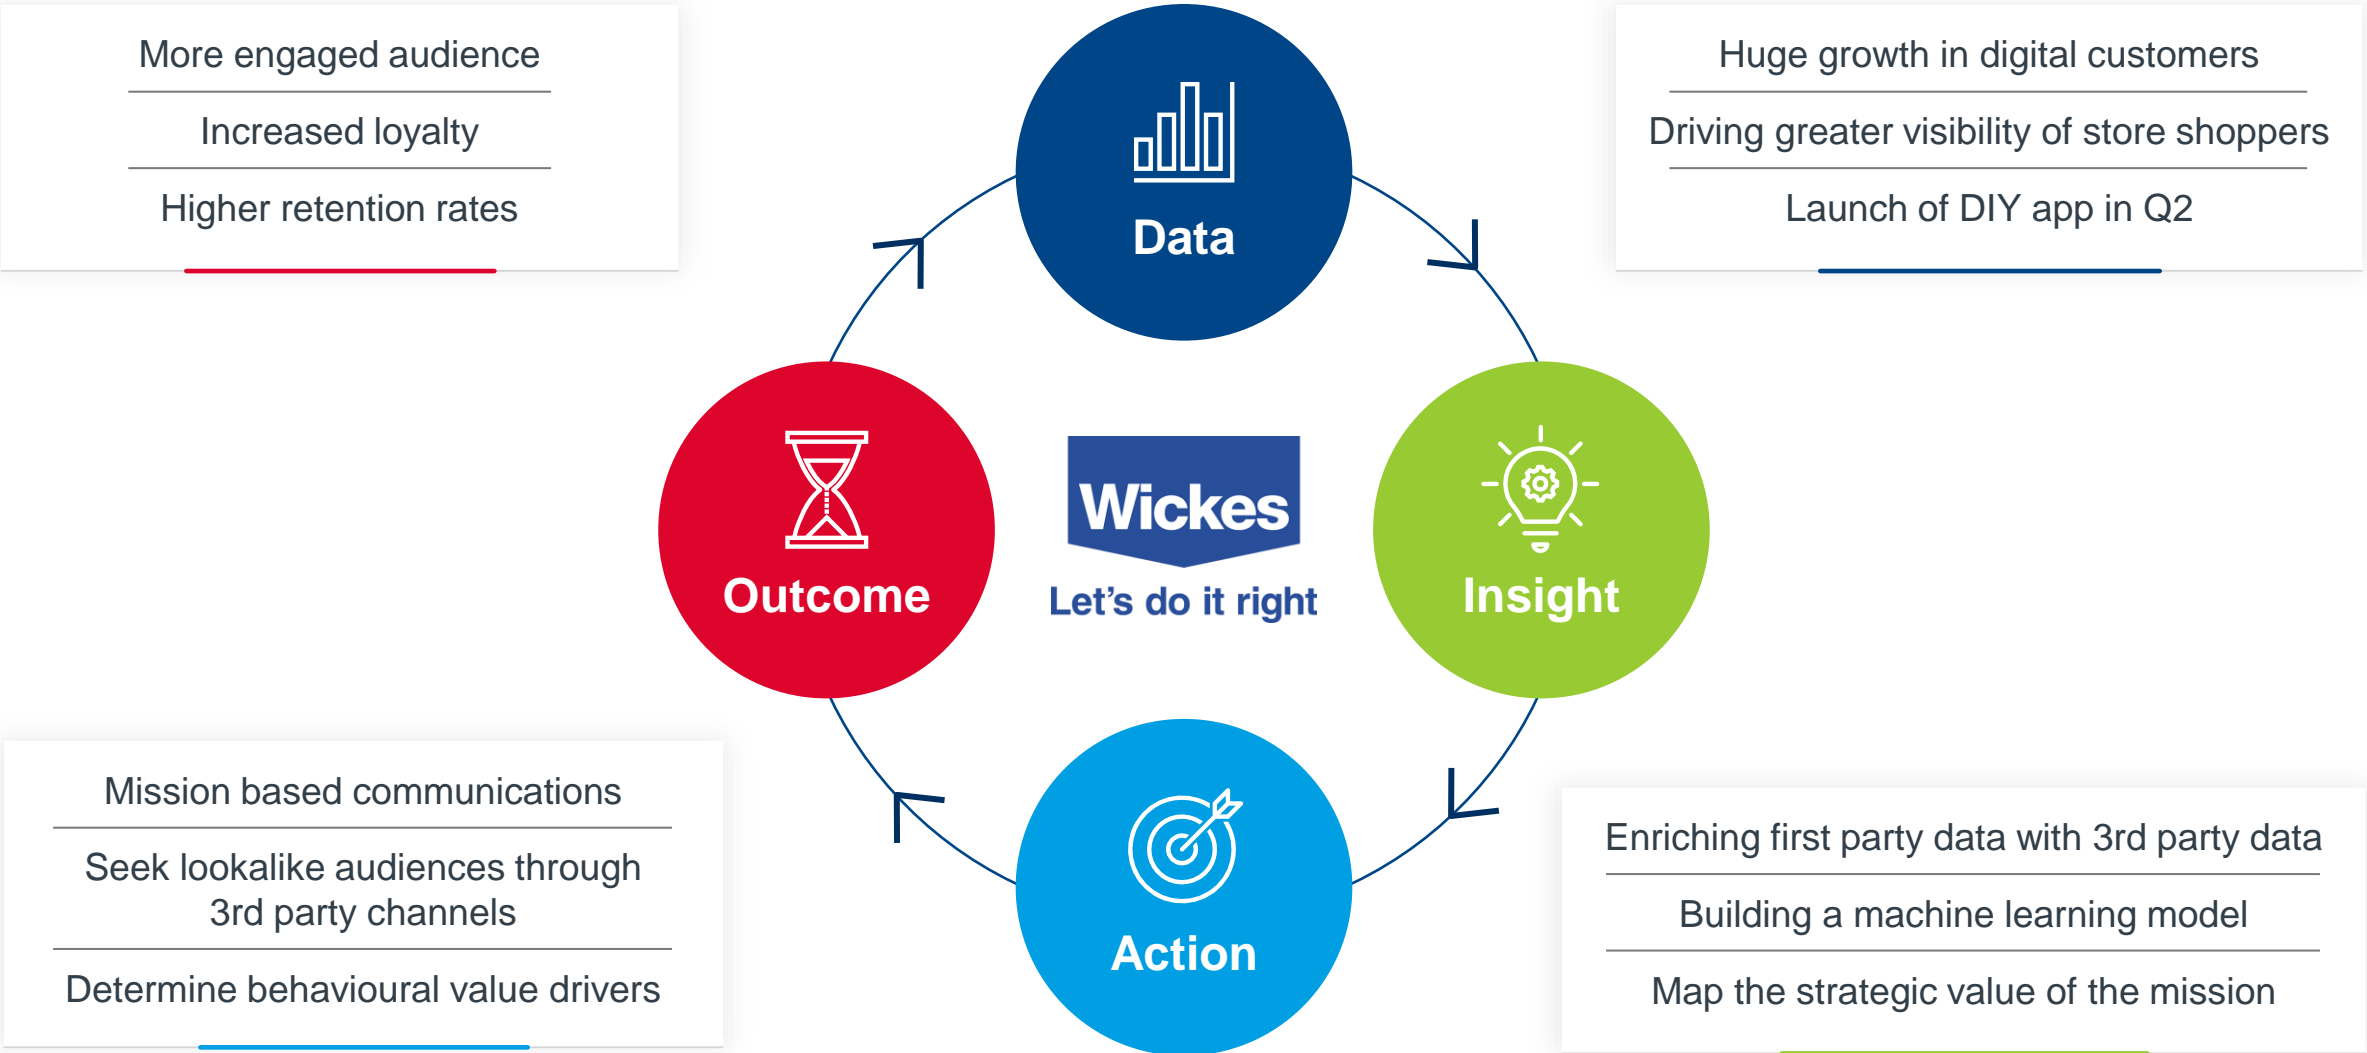 More engaged audience
Increased loyalty
Higher retention rates
Data
Huge growth in digital customers
Driving greater visibility of store shoppers
Launch of DIY app in Q2
Outcome
Wickes
Let's do it right
Insight
Mission based communications
Seek lookalike audiences through
3rd party channels
Determine behavioural value drivers
Action
Enriching first party data with 3rd party data
Building a machine learning model
Map the strategic value of the mission